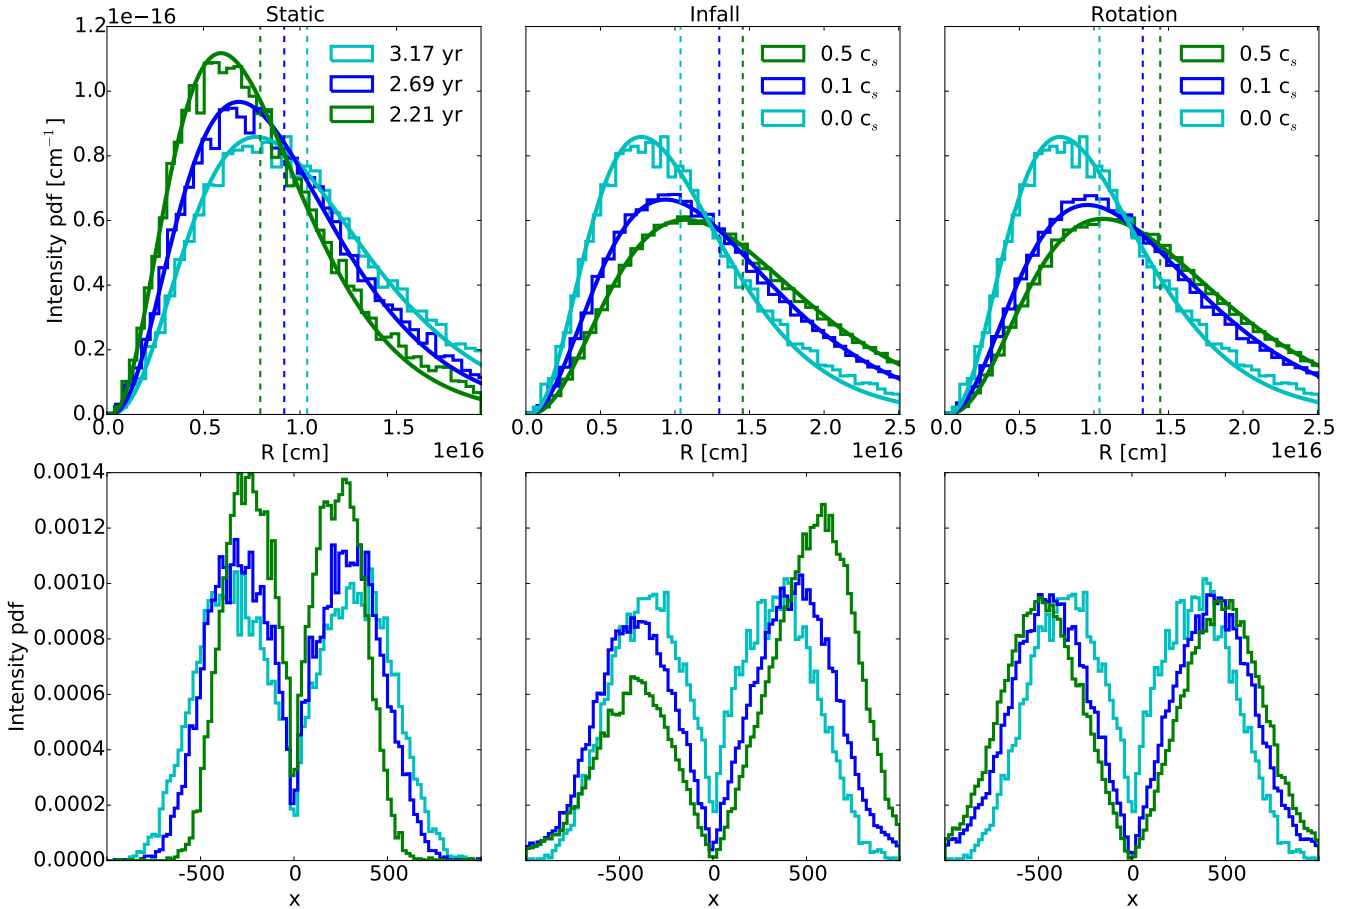 Static
Infall
Rotation
1e−16
1.2
1.0
0.8
0.6
0.4
0.2
0.0
Intensity pdf [cm⁻¹]
3.17 yr
2.69 yr
2.21 yr
0.5 cₛ
0.1 cₛ
0.0 cₛ
0.5 cₛ
0.1 cₛ
0.0 cₛ
0.0 0.5 1.0 1.5
R [cm]
1e16
0.0 0.5 1.0 1.5 2.0 2.5
R [cm]
1e16
0.0 0.5 1.0 1.5 2.0 2.5
R [cm]
1e16
0.0014
0.0012
0.0010
0.0008
0.0006
0.0004
0.0002
0.0000
Intensity pdf
-500 0 500
x
-500 0 500
x
-500 0 500
x